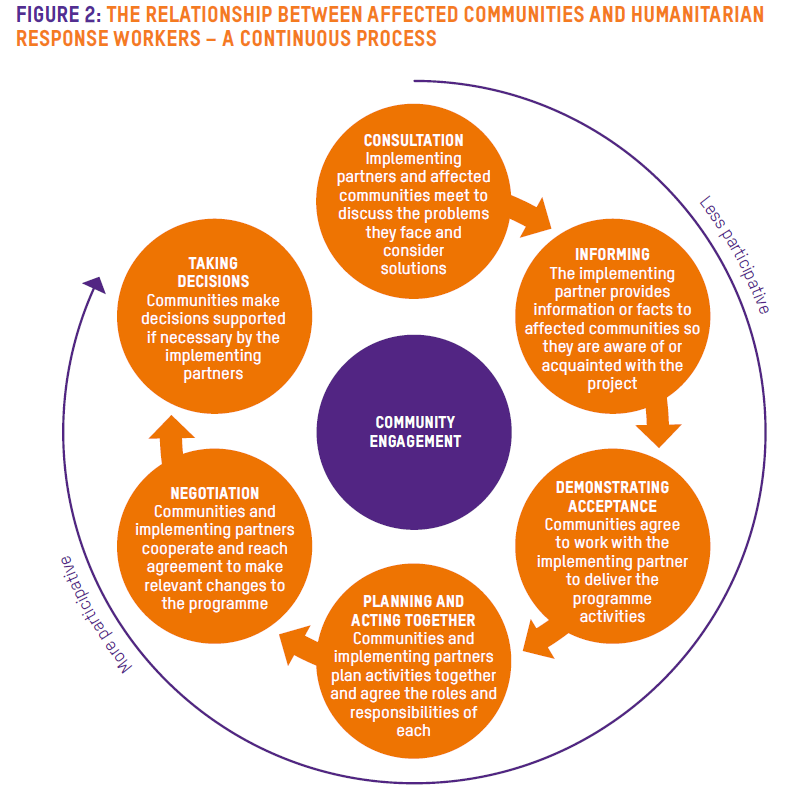 FIGURE 2: THE RELATIONSHIP BETWEEN AFFECTED COMMUNITIES AND HUMANITARIAN
RESPONSE WORKERS – A CONTINUOUS PROCESS
CONSULTATION
Implementing
partners and affected
communities meet to
discuss the problems
they face and
consider
solutions
Less participative
INFORMING
The implementing
partner provides
information or facts to
affected communities so
they are aware of or
acquainted with the
project
DEMONSTRATING
ACCEPTANCE
Communities agree
to work with the
implementing partner
to deliver the
programme
activities
PLANNING AND
ACTING TOGETHER
Communities and
implementing partners
plan activities together
and agree the roles and
responsibilities of
each
More participative
NEGOTIATION
Communities and
implementing partners
cooperate and reach
agreement to make
relevant changes to
the programme
TAKING
DECISIONS
Communities make
decisions supported
if necessary by the
implementing
partners
COMMUNITY
ENGAGEMENT